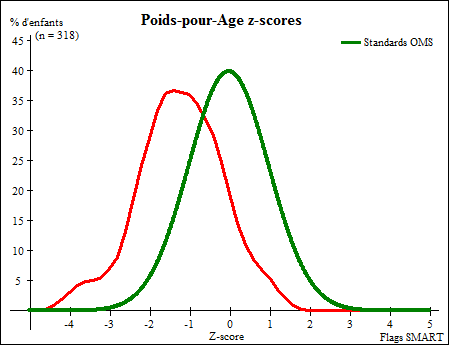 Poids-pour-Age z-scores
% d'enfants
(n = 318)
Standards OMS
45
40
35
30
25
20
15
10
5
-4 -3 -2 -1 0 1 2 3 4 5
Z-score
Flags SMART